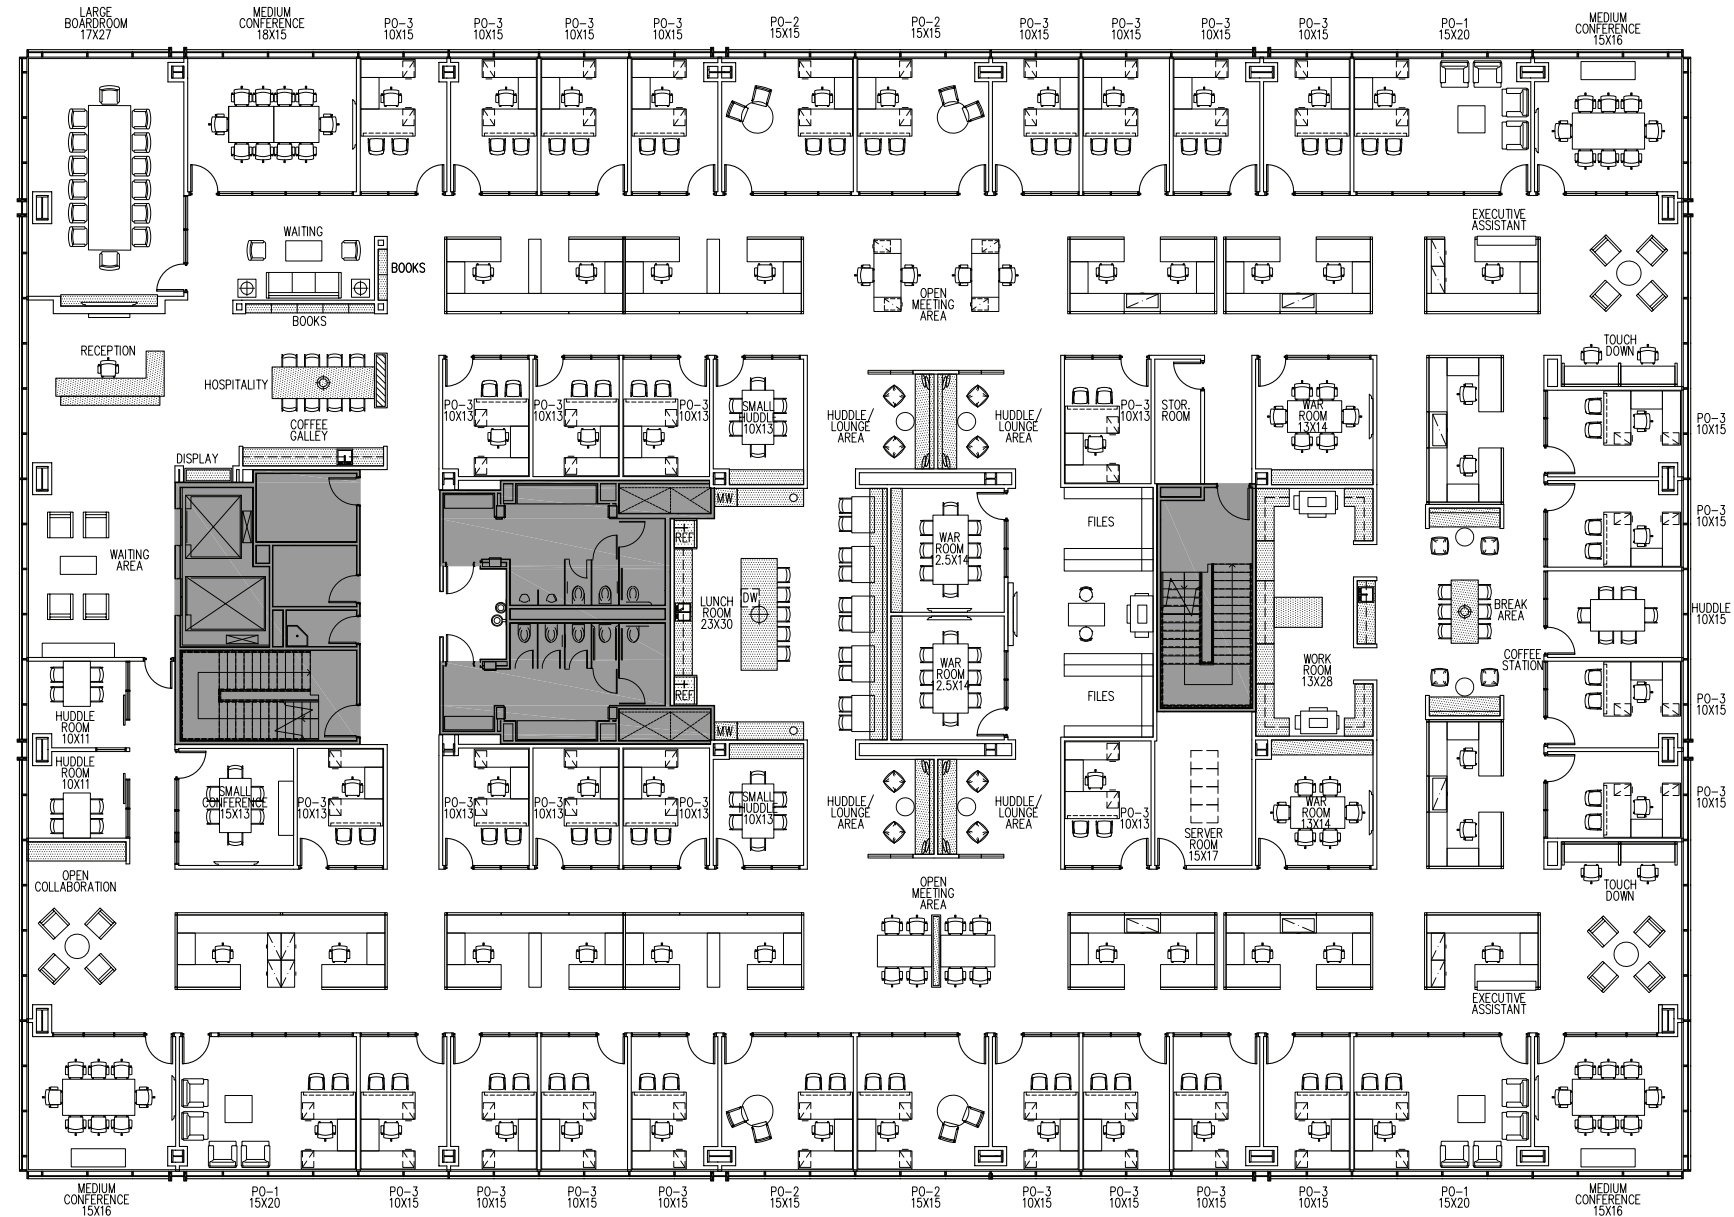 LARGE
BOARDROOM
17X27
MEDIUM
CONFERENCE
18X15
PO-3
10X15
PO-3
10X15
PO-3
10X15
PO-3
10X15
PO-2
15X15
PO-2
15X15
PO-3
10X15
PO-3
10X15
PO-3
10X15
PO-3
10X15
PO-1
15X20
MEDIUM
CONFERENCE
15X16
WAITING
BOOKS
BOOKS
OPEN
MEETING
AREA
EXECUTIVE
ASSISTANT
RECEPTION
HOSPITALITY
COFFEE
GALLEY
DISPLAY
PO-3
10X13
PO-3
10X13
PO-3
10X13
SMALL
HUDDLE
10X13
HUDDLE/
LOUNGE
AREA
HUDDLE/
LOUNGE
AREA
PO-3
10X13
STOR.
ROOM
WAR
ROOM
13X14
TOUCH
DOWN
PO-3
10X15
PO-3
10X15
WAITING
AREA
MW
REF
LUNCH
ROOM
23X30
DW
REF
MW
WAR
ROOM
2.5X14
WAR
ROOM
2.5X14
FILES
FILES
WORK
ROOM
13X28
BREAK
AREA
COFFEE
STATION
HUDDLE
10X15
PO-3
10X15
PO-3
10X15
HUDDLE
ROOM
10X11
HUDDLE
ROOM
10X11
SMALL
CONFERENCE
15X13
PO-3
10X13
PO-3
10X13
PO-3
10X13
PO-3
10X13
SMALL
HUDDLE
10X13
HUDDLE/
LOUNGE
AREA
HUDDLE/
LOUNGE
AREA
PO-3
10X13
SERVER
ROOM
15X17
WAR
ROOM
13X14
TOUCH
DOWN
OPEN
COLLABORATION
OPEN
MEETING
AREA
EXECUTIVE
ASSISTANT
MEDIUM
CONFERENCE
15X16
PO-1
15X20
PO-3
10X15
PO-3
10X15
PO-3
10X15
PO-3
10X15
PO-2
15X15
PO-2
15X15
PO-3
10X15
PO-3
10X15
PO-3
10X15
PO-3
10X15
PO-1
15X20
MEDIUM
CONFERENCE
15X16